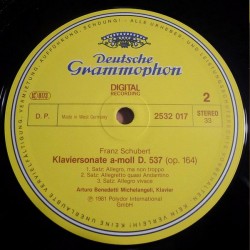 Deutsche
Grammophon
DIGITAL
RECORDING
2
D.P.
Made in West Germany
2532 017
STEREO
33
Franz Schubert
Klaviersonate a-moll D. 537 (op. 164)
1. Satz: Allegro, ma non troppo
2. Satz: Allegretto quasi Andantino
3. Satz: Allegro vivace
Arturo Benedetti Michelangeli, Klavier
℗ 1981 Polydor International
GmbH